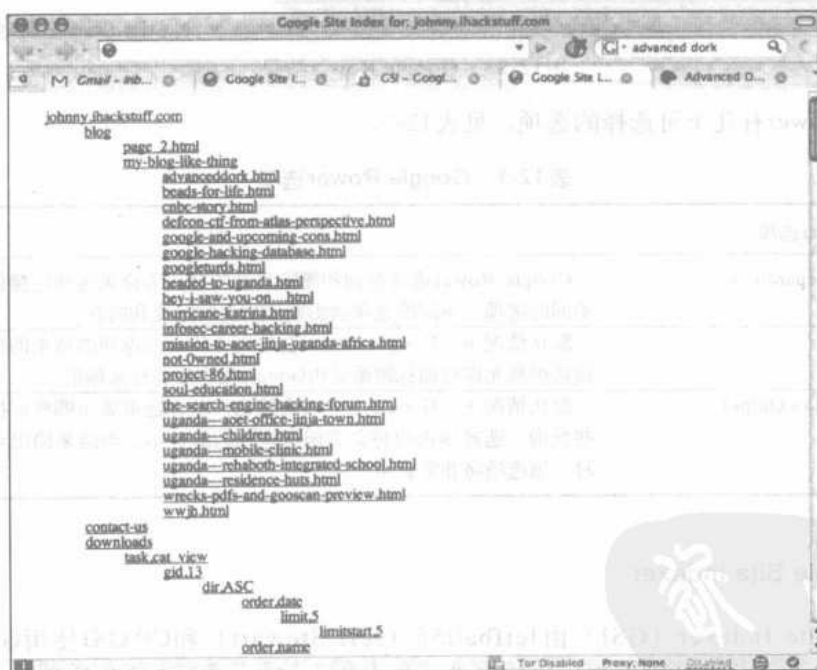 Google Site Index for: johnny.ihackstuff.com
advanced dork
Gmail - Inb...
Google Site I...
GSI - Googl...
Google Site L...
Advanced D...
johnny.ihackstuff.com
blog
page_2.html
my-blog-like-thing
advanceddork.html
beads-for-life.html
cnbc-story.html
defcon-ctf-from-atlas-perspective.html
google-and-upcoming-cons.html
google-hacking-database.html
googleturds.html
headed-to-uganda.html
hey-i-saw-you-on....html
hurricane-katrina.html
infosec-career-hacking.html
mission-to-aoet-jinja-uganda-africa.html
not-0wned.html
project-86.html
soul-education.html
the-search-engine-hacking-forum.html
uganda---aoet-office-jinja-town.html
uganda---children.html
uganda---mobile-clinic.html
uganda---rehaboth-integrated-school.html
uganda---residence-huts.html
wrecks-pdfs-and-gooscan-preview.html
wwjh.html
contact-us
downloads
task,cat_view
gid,13
dir,ASC
order,date
limit,5
limitstart,5
order,name
Tor Disabled Proxy: None Disabled